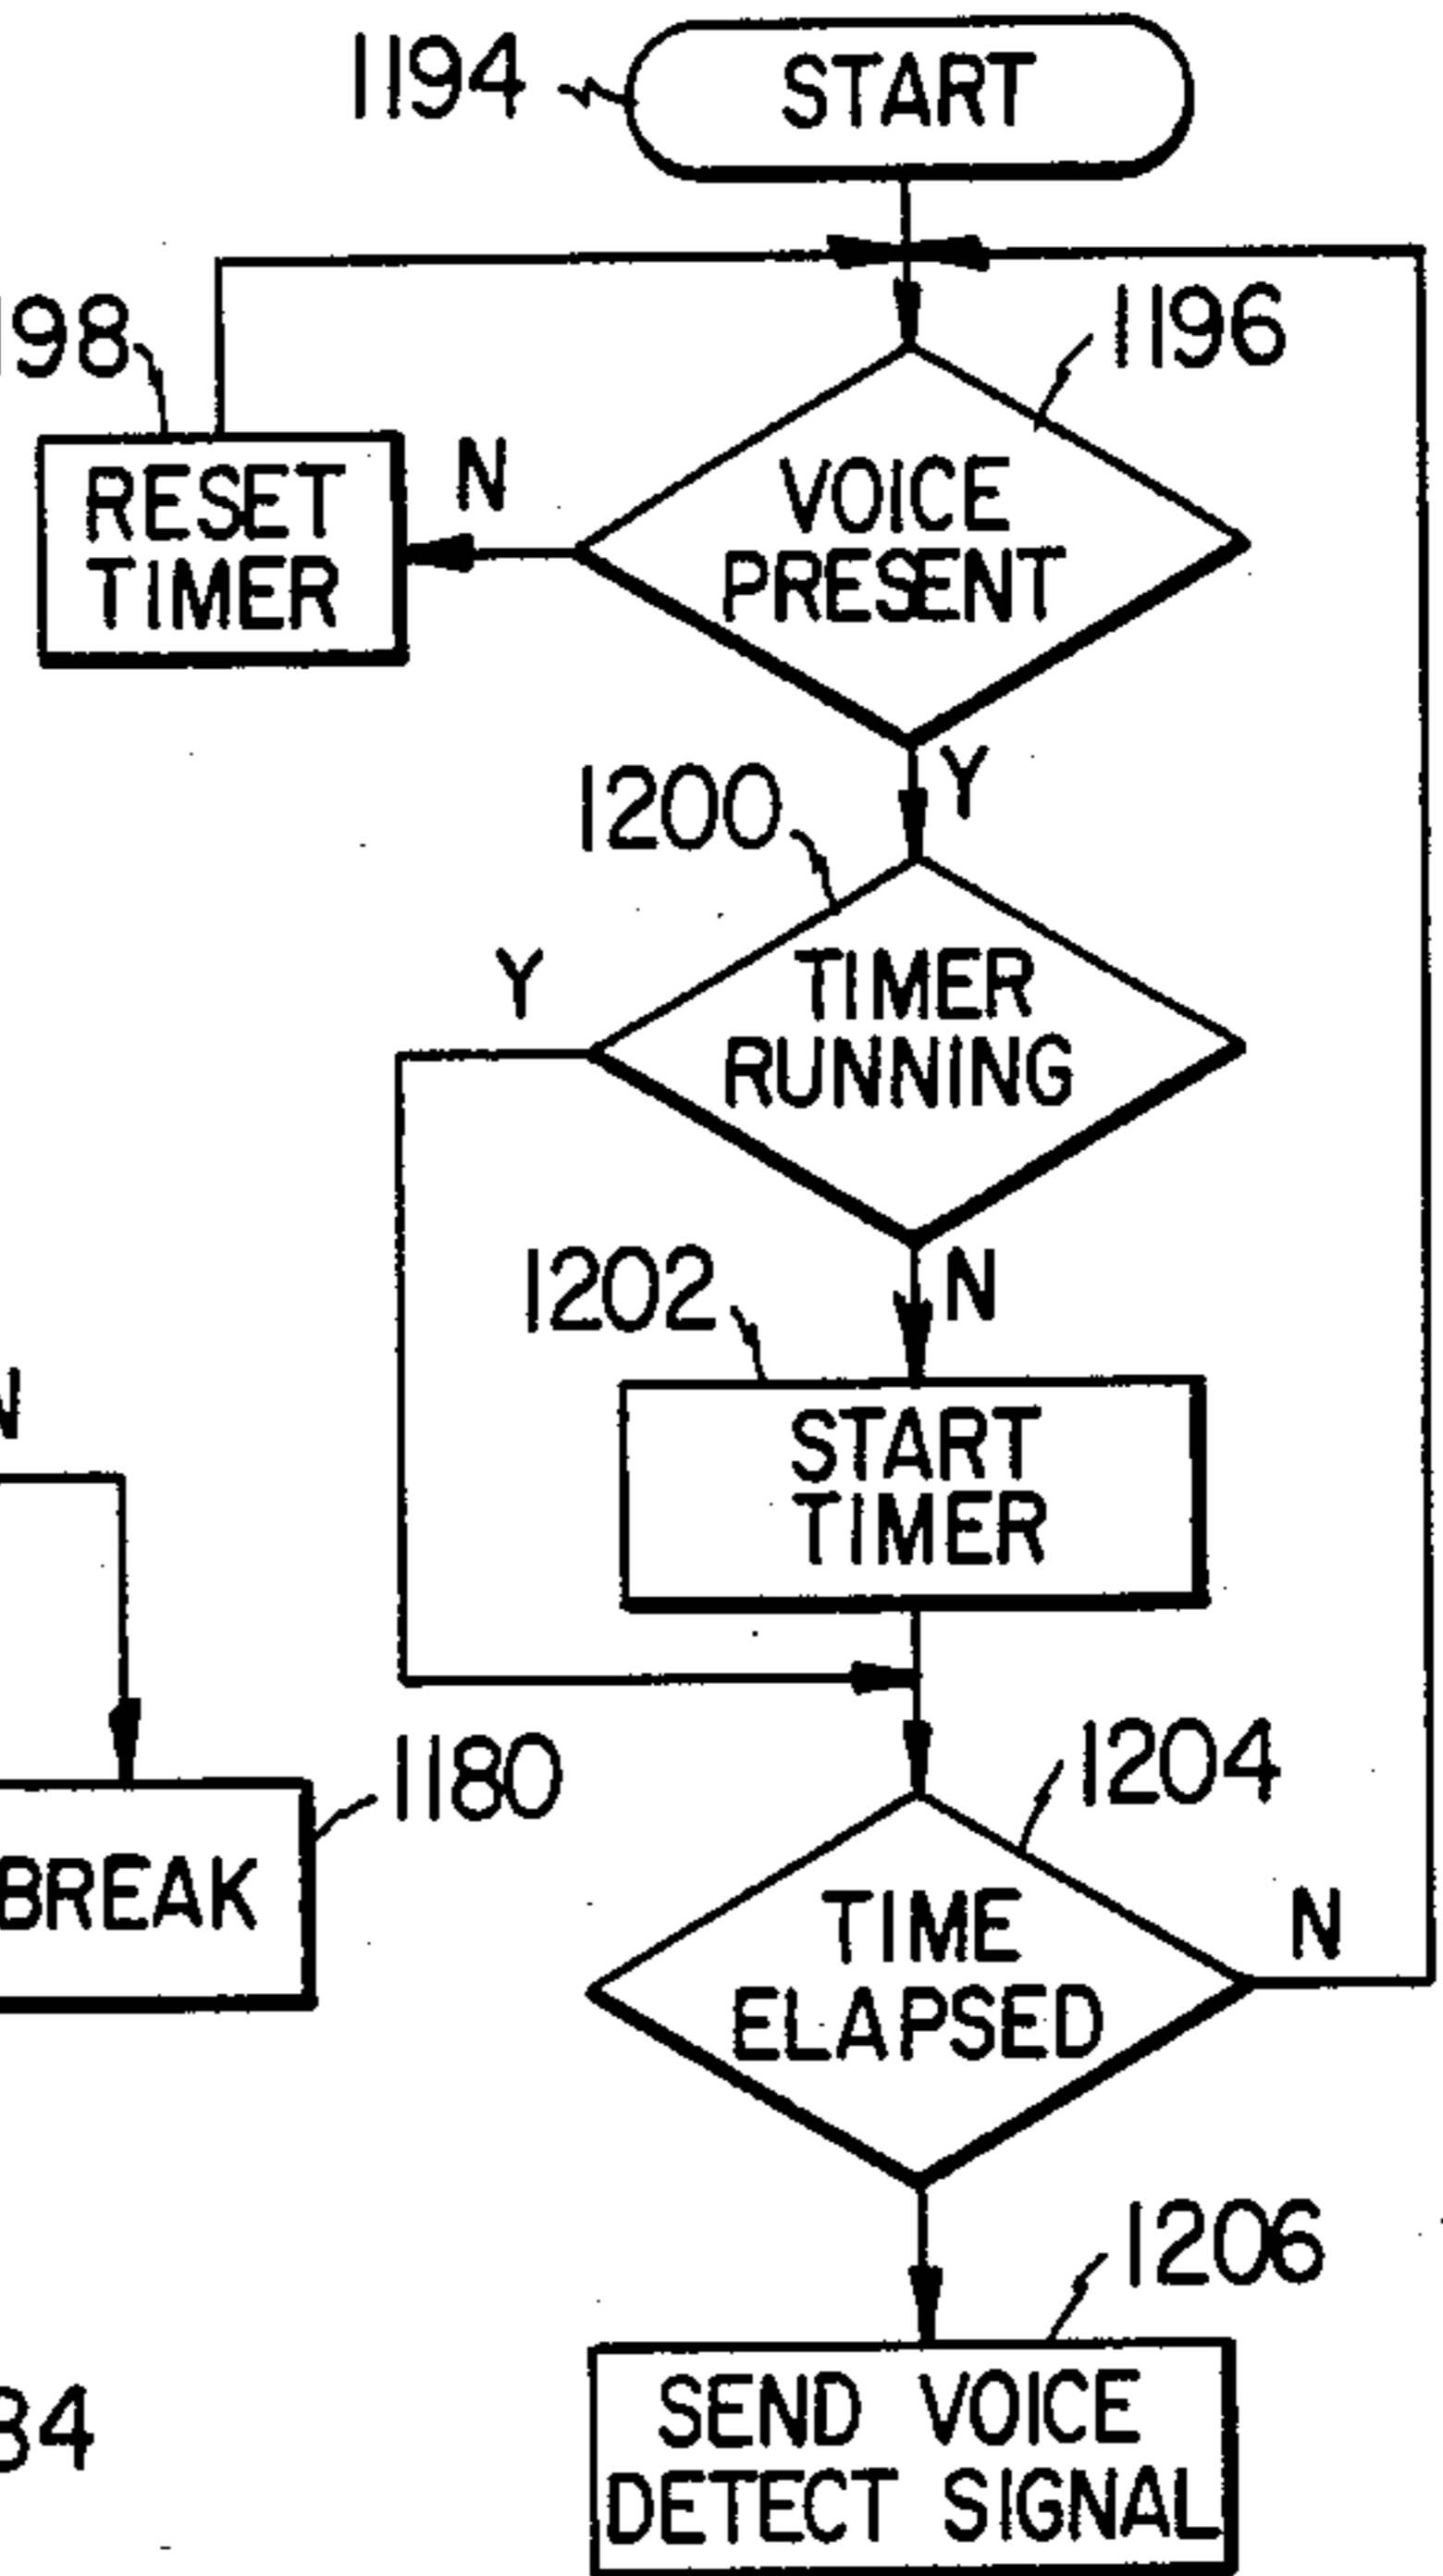 1194
START
198
1196
RESET
TIMER
N
VOICE
PRESENT
Y
1200
Y
TIMER
RUNNING
N
1202
START
TIMER
N
1180
BREAK
1204
TIME
ELAPSED
N
1206
SEND VOICE
DETECT SIGNAL
84